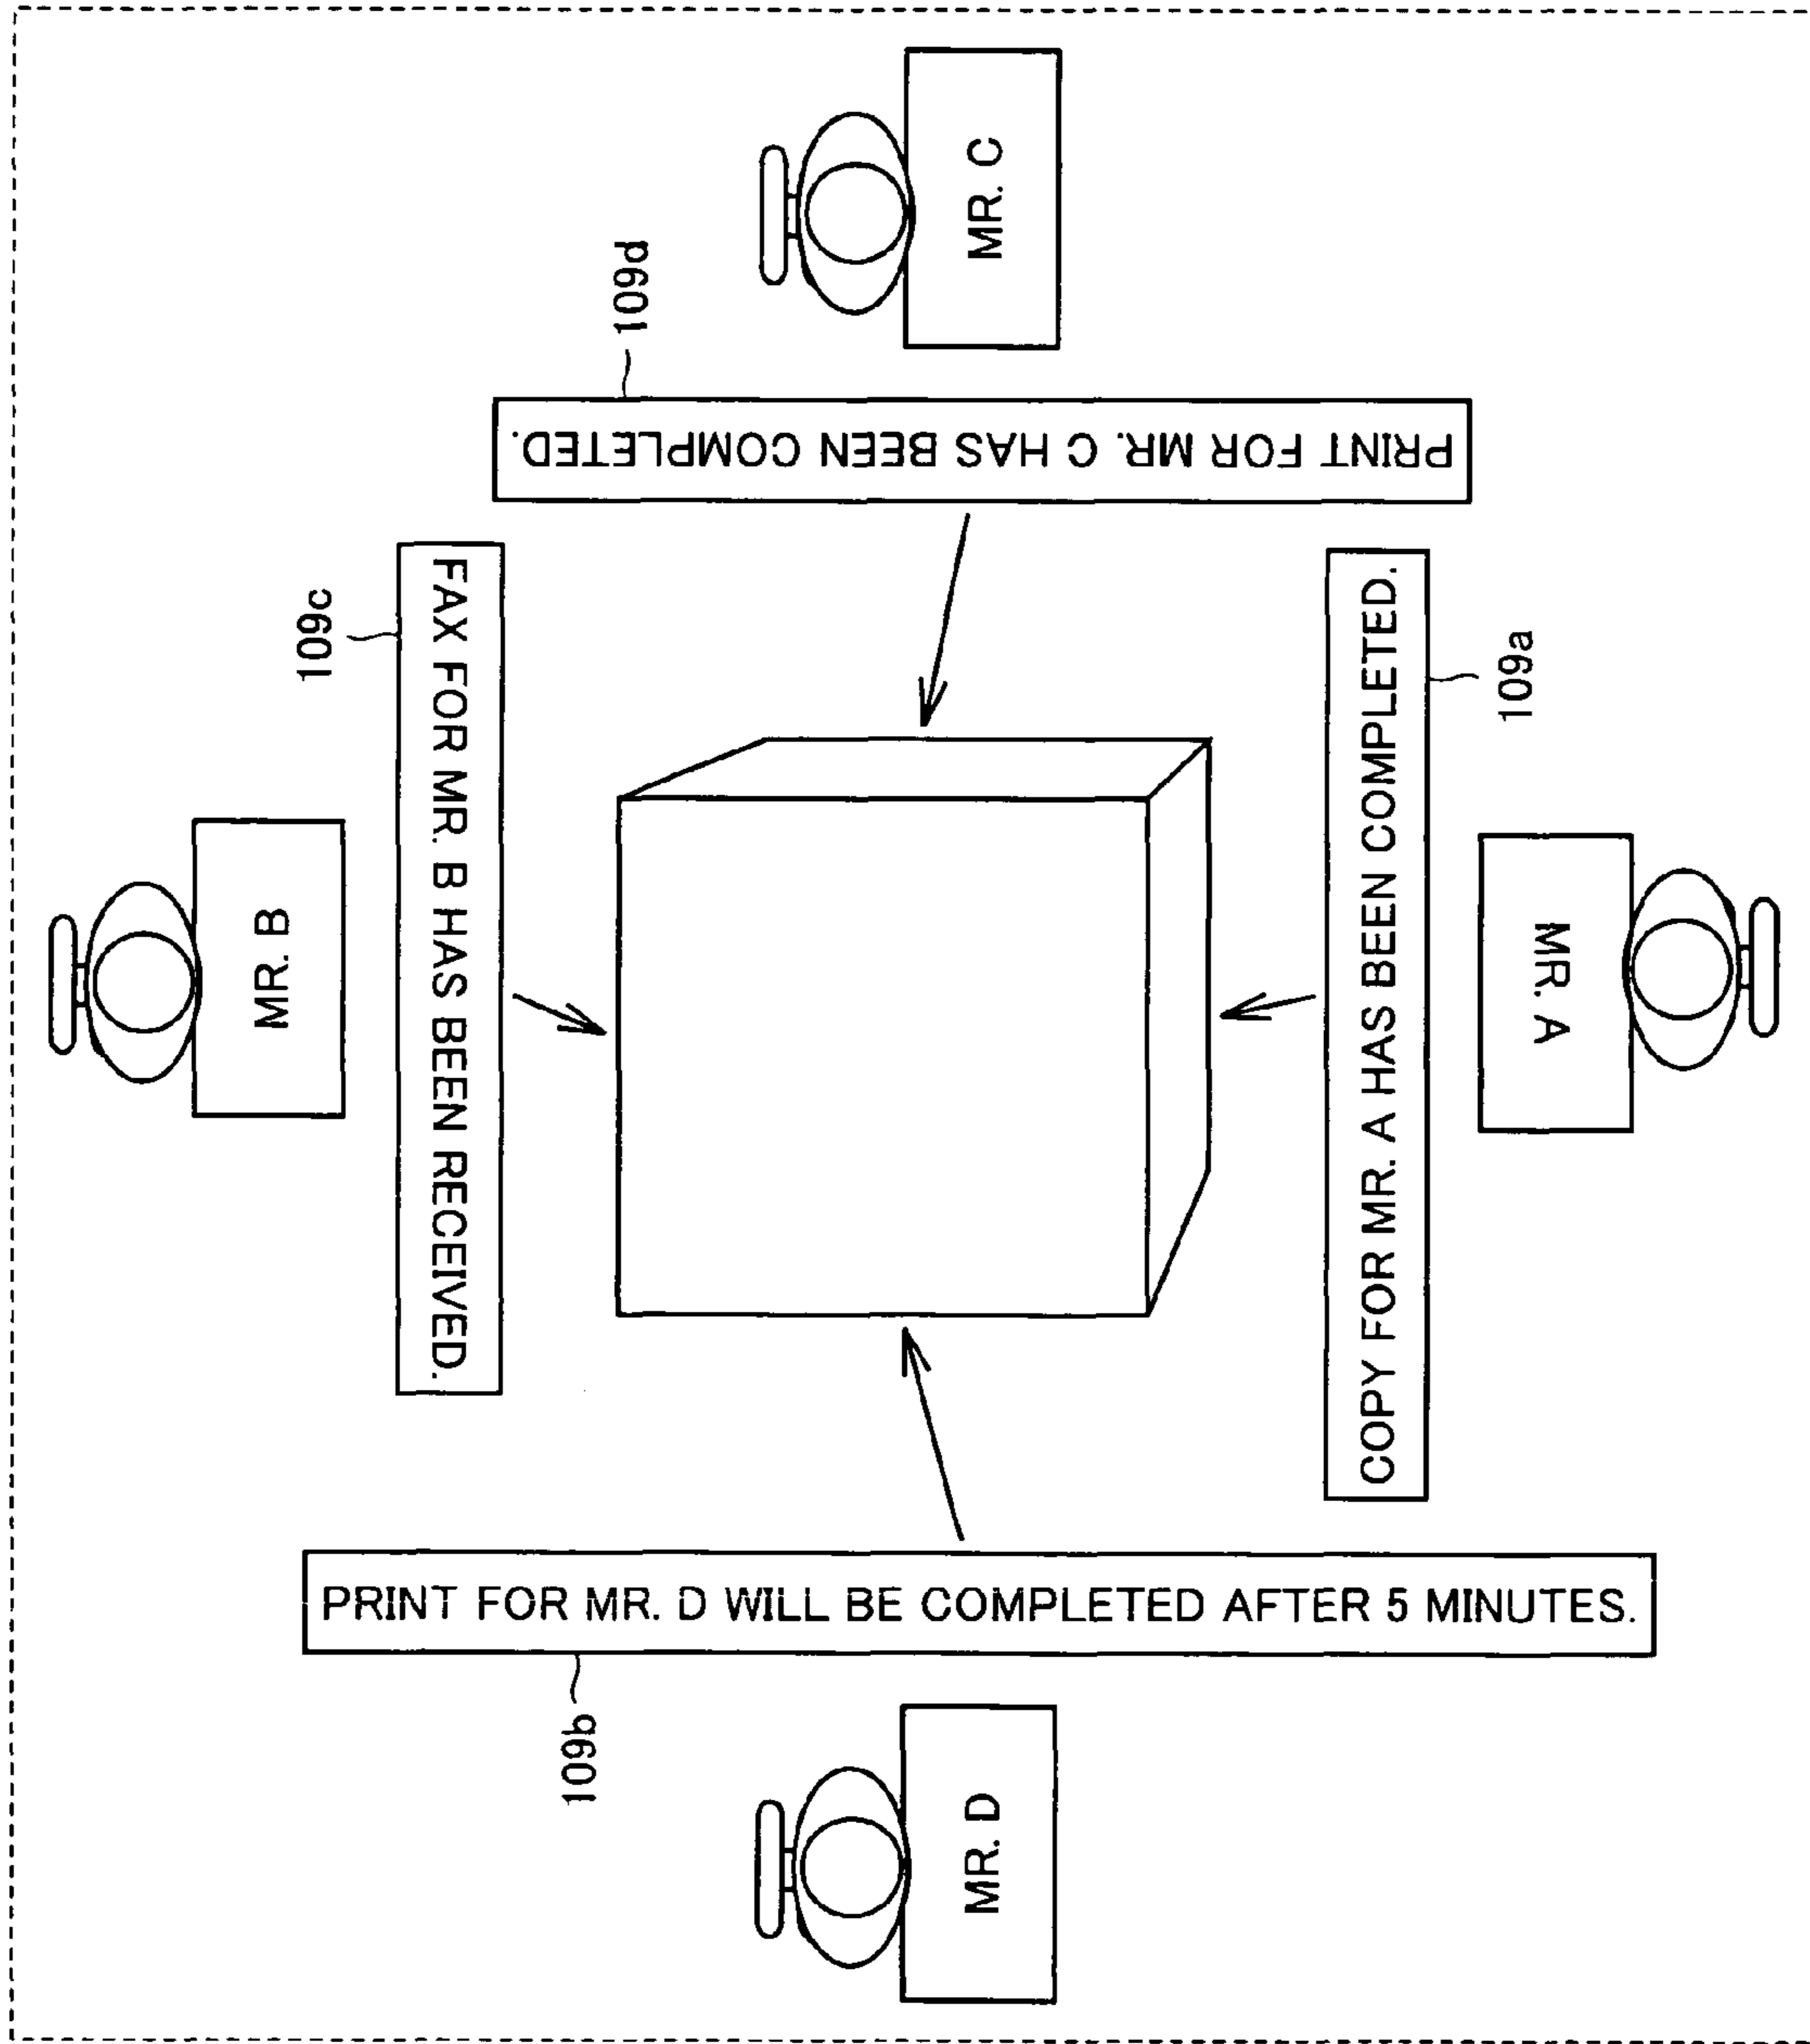 MR. C
109d
PRINT FOR MR. C HAS BEEN COMPLETED.
109c
FAX FOR MR. B HAS BEEN RECEIVED.
MR. B
COPY FOR MR. A HAS BEEN COMPLETED.
109a
MR. A
PRINT FOR MR. D WILL BE COMPLETED AFTER 5 MINUTES.
109b
MR. D